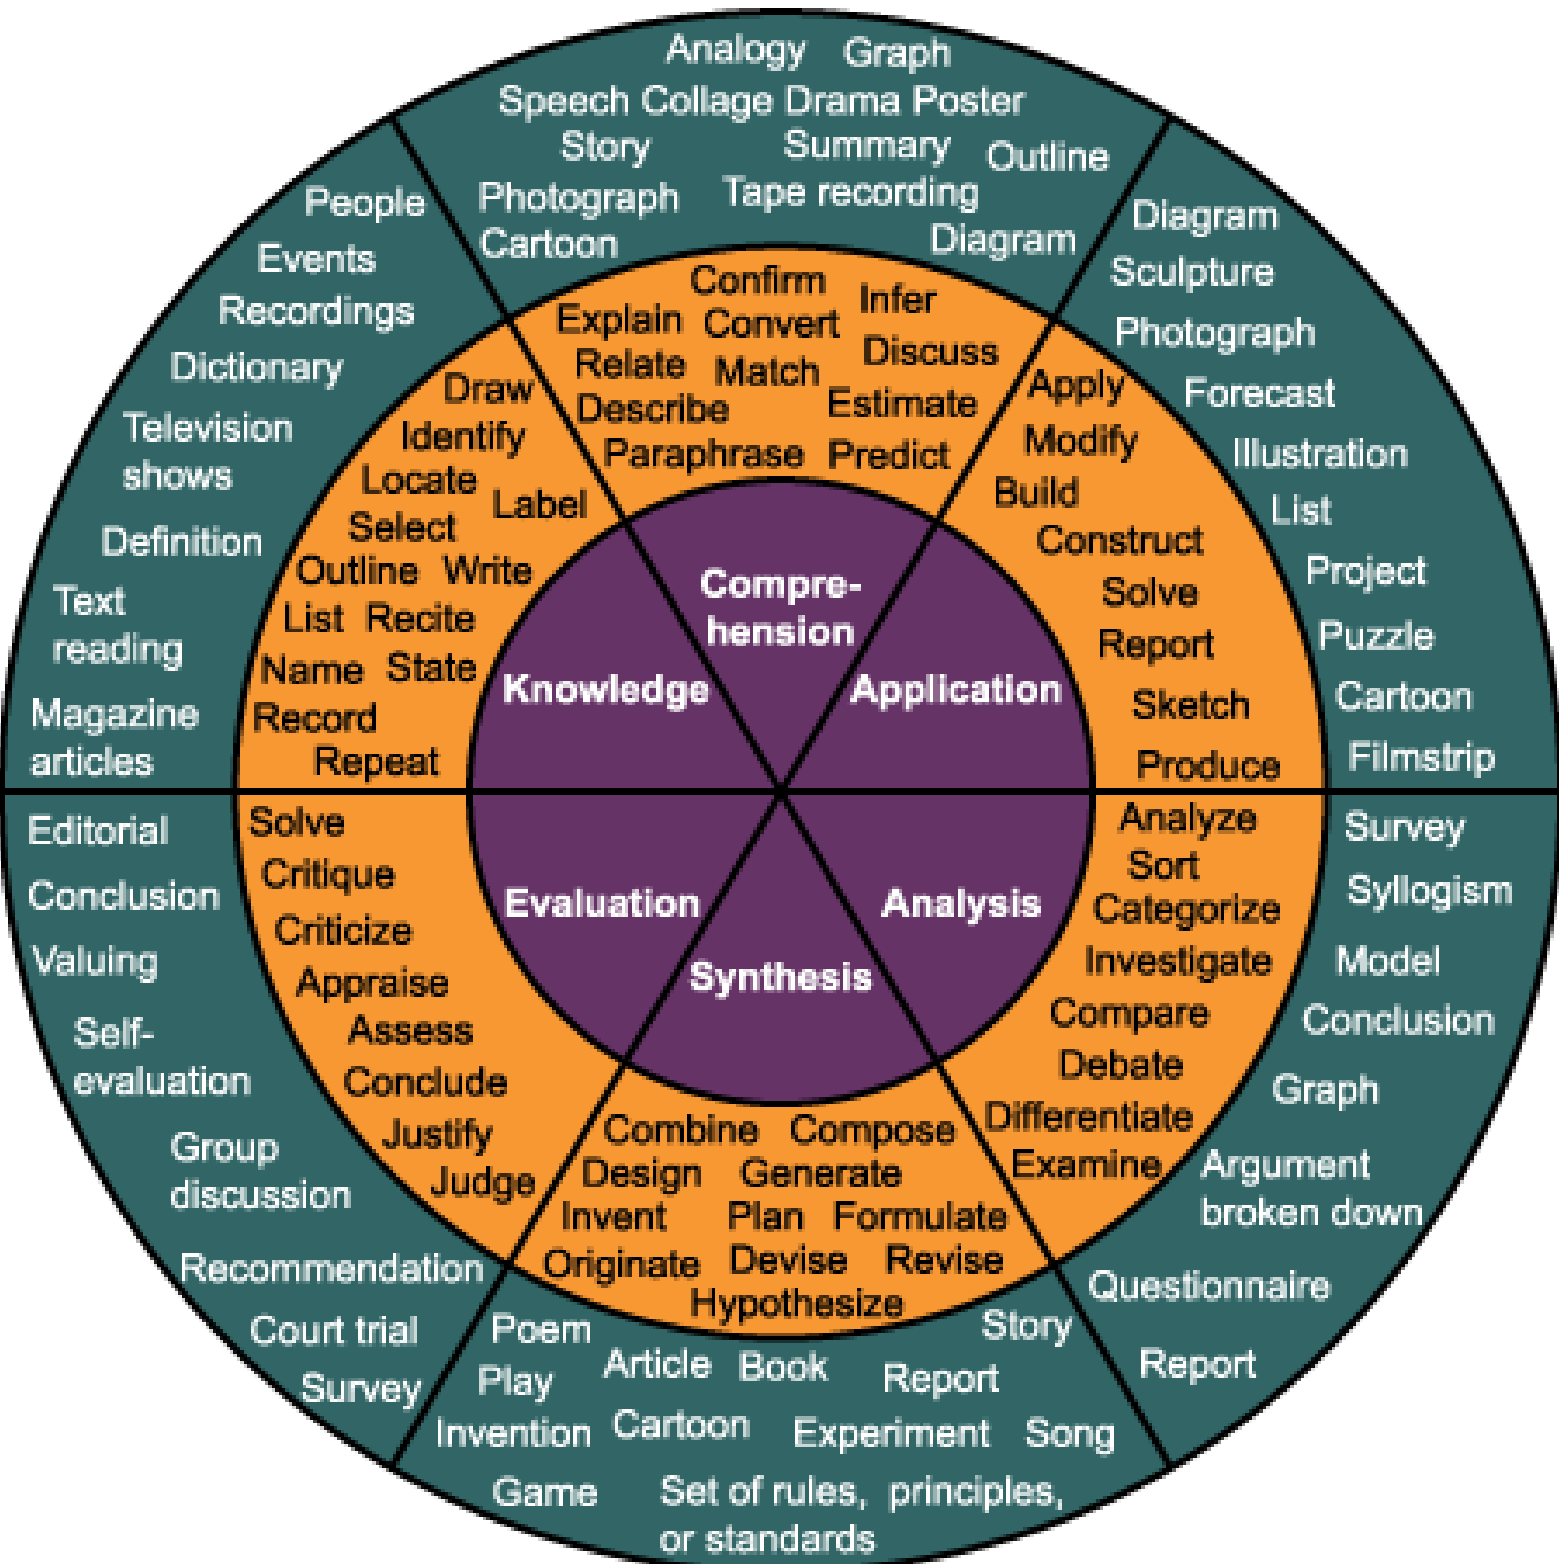 Analogy Graph
Speech Collage Drama Poster
Story Summary Outline
Photograph Tape recording
Cartoon Diagram
Confirm Infer
Explain Convert
Relate Match Discuss
Describe Estimate
Paraphrase Predict
Compre-
hension
Diagram
Sculpture
Photograph
Forecast
Illustration
List
Project
Puzzle
Cartoon
Filmstrip
Apply
Modify
Build
Construct
Solve
Report
Sketch
Produce
Application
Survey
Syllogism
Model
Conclusion
Graph
Argument
broken down
Questionnaire
Report
Analyze
Sort
Categorize
Investigate
Compare
Debate
Differentiate
Examine
Analysis
Synthesis
Combine Compose
Design Generate
Invent Plan Formulate
Originate Devise Revise
Hypothesize
Poem Story
Play Article Book Report
Invention Cartoon Experiment Song
Game Set of rules, principles,
or standards
Evaluation
Solve
Critique
Criticize
Appraise
Assess
Conclude
Justify
Judge
Editorial
Conclusion
Valuing
Self-
evaluation
Group
discussion
Recommendation
Court trial
Survey
Knowledge
Draw
Identify
Locate Label
Select
Outline Write
List Recite
Name State
Record
Repeat
People
Events
Recordings
Dictionary
Television
shows
Definition
Text
reading
Magazine
articles